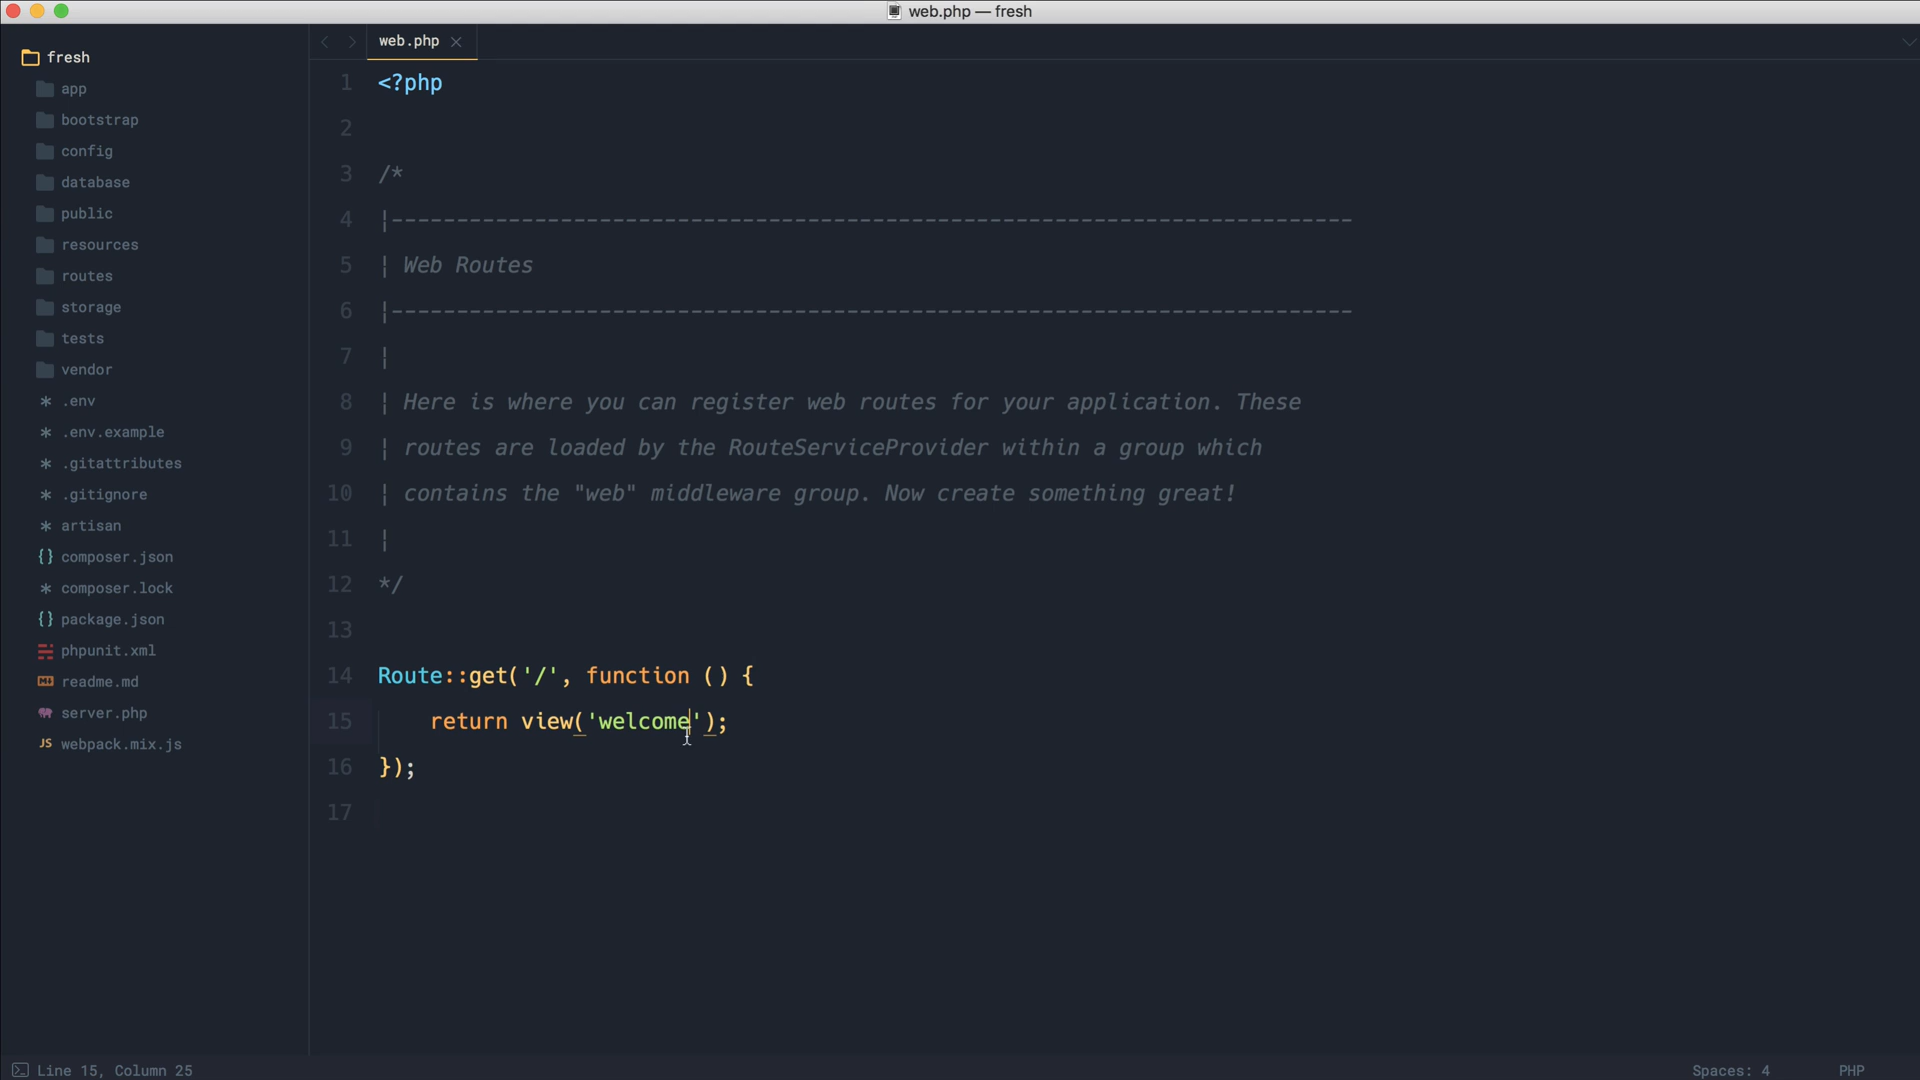 web.php — fresh
fresh
app
bootstrap
config
database
public
resources
routes
storage
tests
vendor
.env
.env.example
.gitattributes
.gitignore
artisan
{} composer.json
composer.lock
{} package.json
phpunit.xml
readme.md
server.php
JS webpack.mix.js
web.php
1 <?php
2
3 /*
4 |--------------------------------------------------------------------------
5 | Web Routes
6 |--------------------------------------------------------------------------
7 |
8 | Here is where you can register web routes for your application. These
9 | routes are loaded by the RouteServiceProvider within a group which
10 | contains the "web" middleware group. Now create something great!
11 |
12 */
13
14 Route::get('/', function () {
15     return view('welcome');
16 });
17
Line 15, Column 25
Spaces: 4
PHP